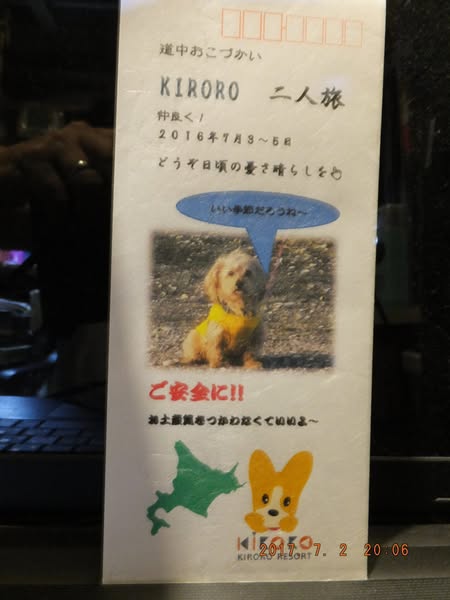 道中おこづかい
KIRORO 二人旅
仲良く!
2016年7月3~5日
どうぞ日頃の憂さ晴らしを
いい季節だろうね~
ご安全に!!
お土産気をつかわなくていいよ~
KIRORO
KIRORO RESORT
2017. 7. 2 20:06